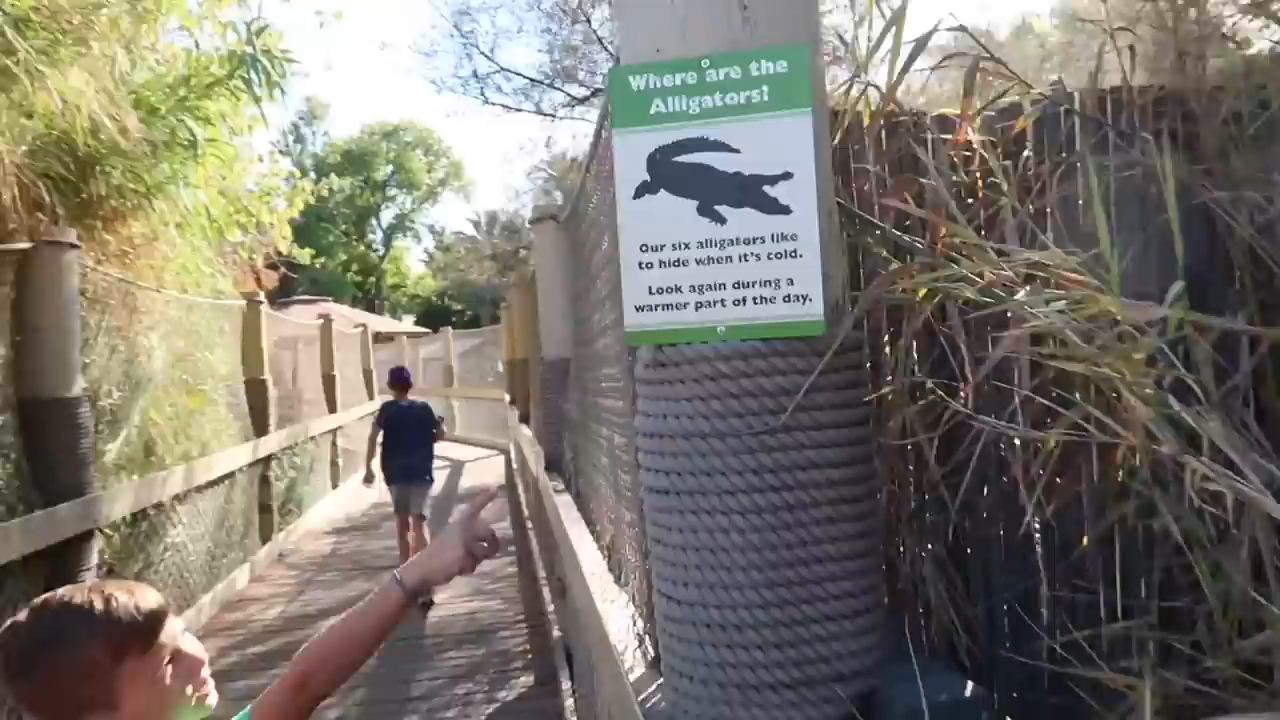 Where are the
Alligators?
Our six alligators like
to hide when it's cold.
Look again during a
warmer part of the day.